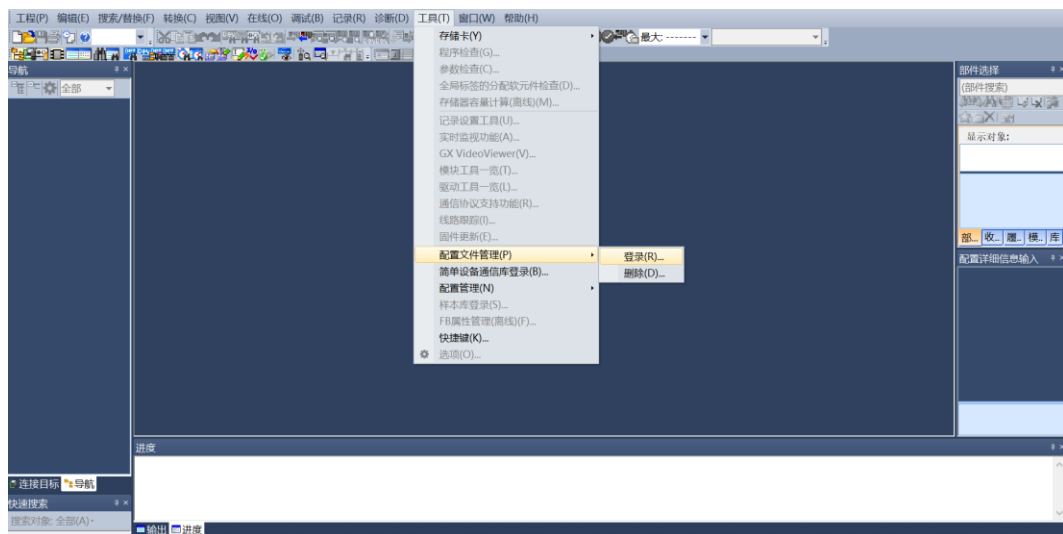 工程(P) 编辑(E) 搜索/替换(F) 转换(C) 视图(V) 在线(O) 调试(B) 记录(R) 诊断(D) 工具(T) 窗口(W) 帮助(H)
最大: -------
导航
全部
存储卡(Y)
程序检查(G)...
参数检查(C)...
全局标签的分配软元件检查(D)...
存储器容量计算(离线)(M)...
记录设置工具(U)...
实时监视功能(A)...
GX VideoViewer(V)...
模块工具一览(T)...
驱动工具一览(L)...
通信协议支持功能(R)...
线路跟踪(I)...
固件更新(E)...
配置文件管理(P)
登录(R)...
删除(D)...
简单设备通信库登录(B)...
配置管理(N)
样本库登录(S)...
FB属性管理(离线)(F)...
快捷键(K)...
选项(O)...
部件选择
(部件搜索)
显示对象:
部... 收... 履... 模... 库
配置详细信息输入
进度
连接目标 导航
快速搜索
搜索对象: 全部(A)
输出 进度